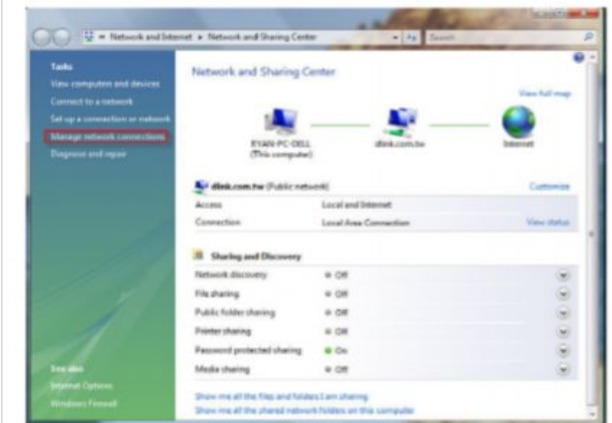 Network and Internet ▸ Network and Sharing Center
Search
Tasks
View computers and devices
Connect to a network
Set up a connection or network
Manage network connections
Diagnose and repair
See also
Internet Options
Windows Firewall
Network and Sharing Center
View full map
RYAN-PC-DELL
(This computer)
dlink.com.tw
Internet
dlink.com.tw (Public network)
Customize
Access Local and Internet
Connection Local Area Connection View status
Sharing and Discovery
Network discovery Off
File sharing Off
Public folder sharing Off
Printer sharing Off
Password protected sharing On
Media sharing Off
Show me all the files and folders I am sharing
Show me all the shared network folders on this computer